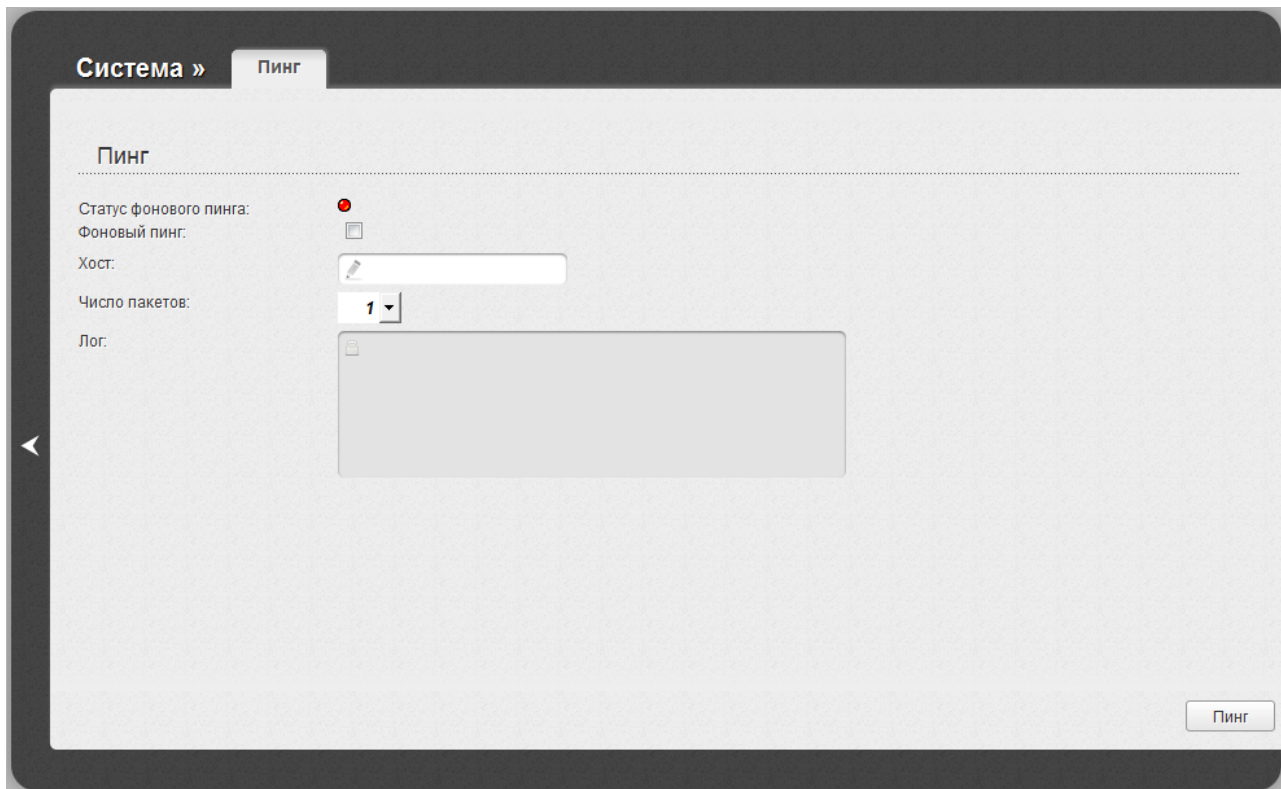 Система » Пинг
Пинг
Статус фонового пинга:
Фоновый пинг:
Хост:
Число пакетов: 1
Лог:
Пинг